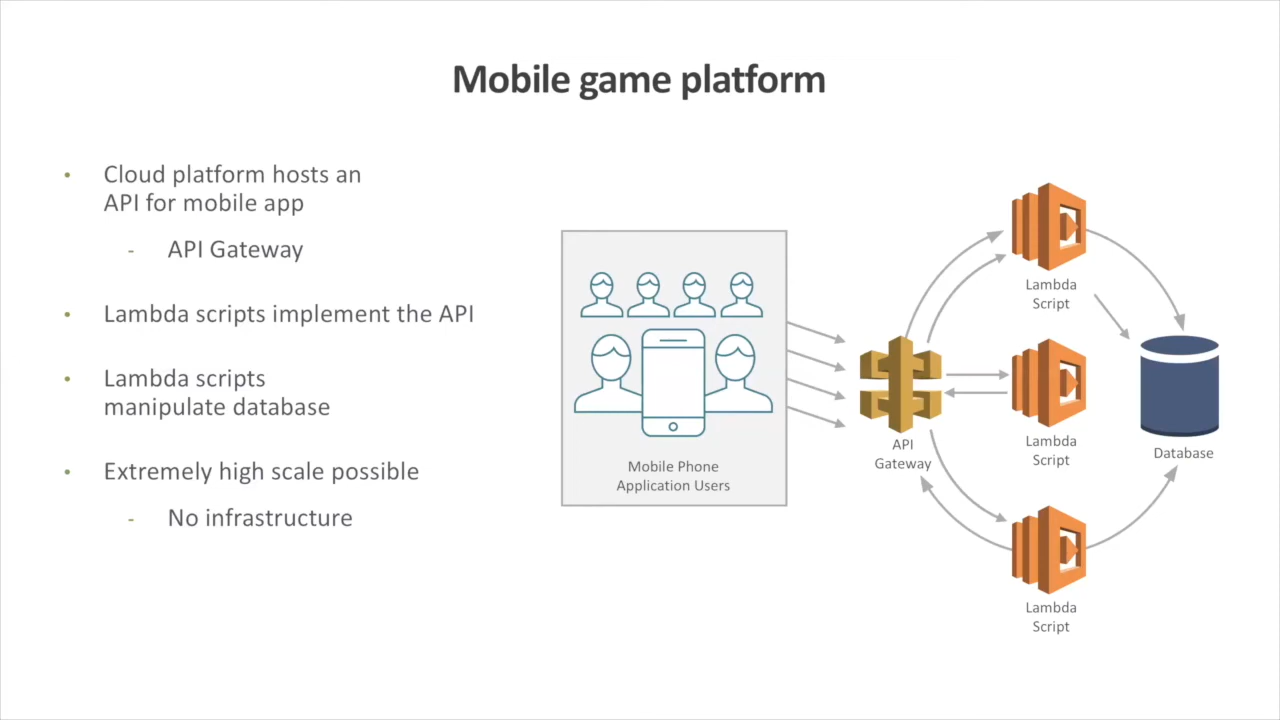 Mobile game platform
• Cloud platform hosts an
API for mobile app
- API Gateway
• Lambda scripts implement the API
• Lambda scripts
manipulate database
• Extremely high scale possible
- No infrastructure
Mobile Phone
Application Users
API
Gateway
Lambda
Script
Lambda
Script
Lambda
Script
Database